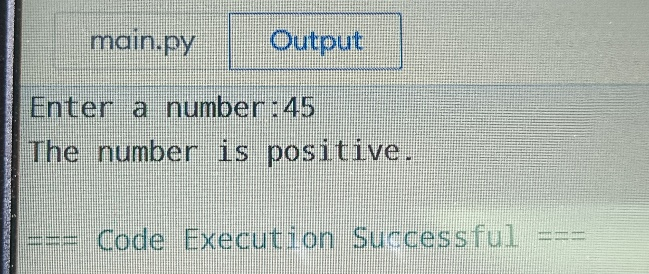 main.py Output
Enter a number:45
The number is positive.
=== Code Execution Successful ===